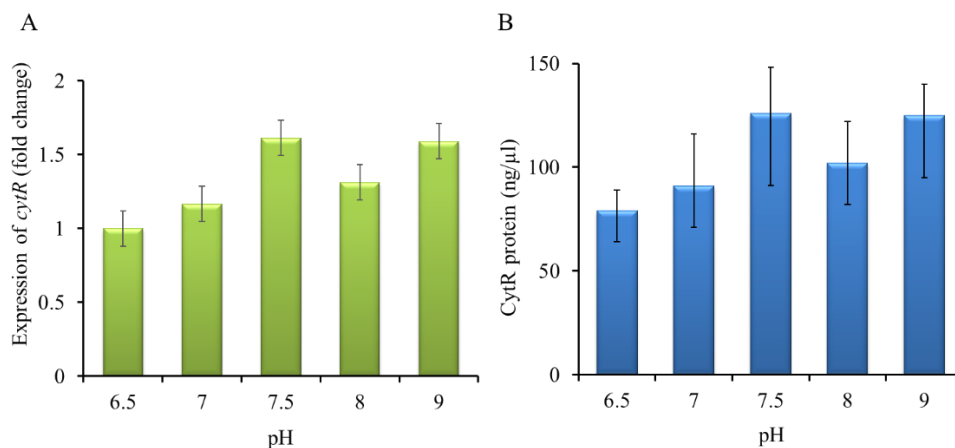 A
Expression of cytR (fold change)
2
1.5
1
0.5
0
6.5 7 7.5 8 9
pH
B
CytR protein (ng/µl)
150
100
50
0
6.5 7 7.5 8 9
pH